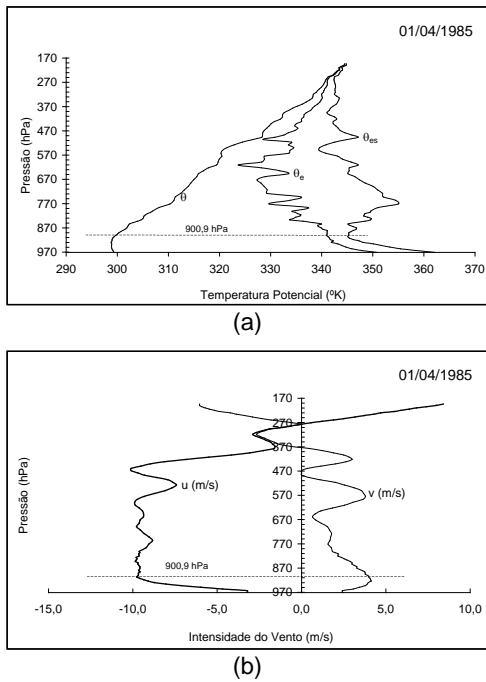 01/04/1985
Pressão (hPa)
170
270
370
470
570
670
770
870
970
θes
θe
θ
900,9 hPa
290 300 310 320 330 340 350 360 370
Temperatura Potencial (ºK)
(a)
01/04/1985
Pressão (hPa)
170
270
370
470
570
670
770
870
970
u (m/s)
v (m/s)
900,9 hPa
-15,0 -10,0 -5,0 0,0 5,0 10,0
Intensidade do Vento (m/s)
(b)